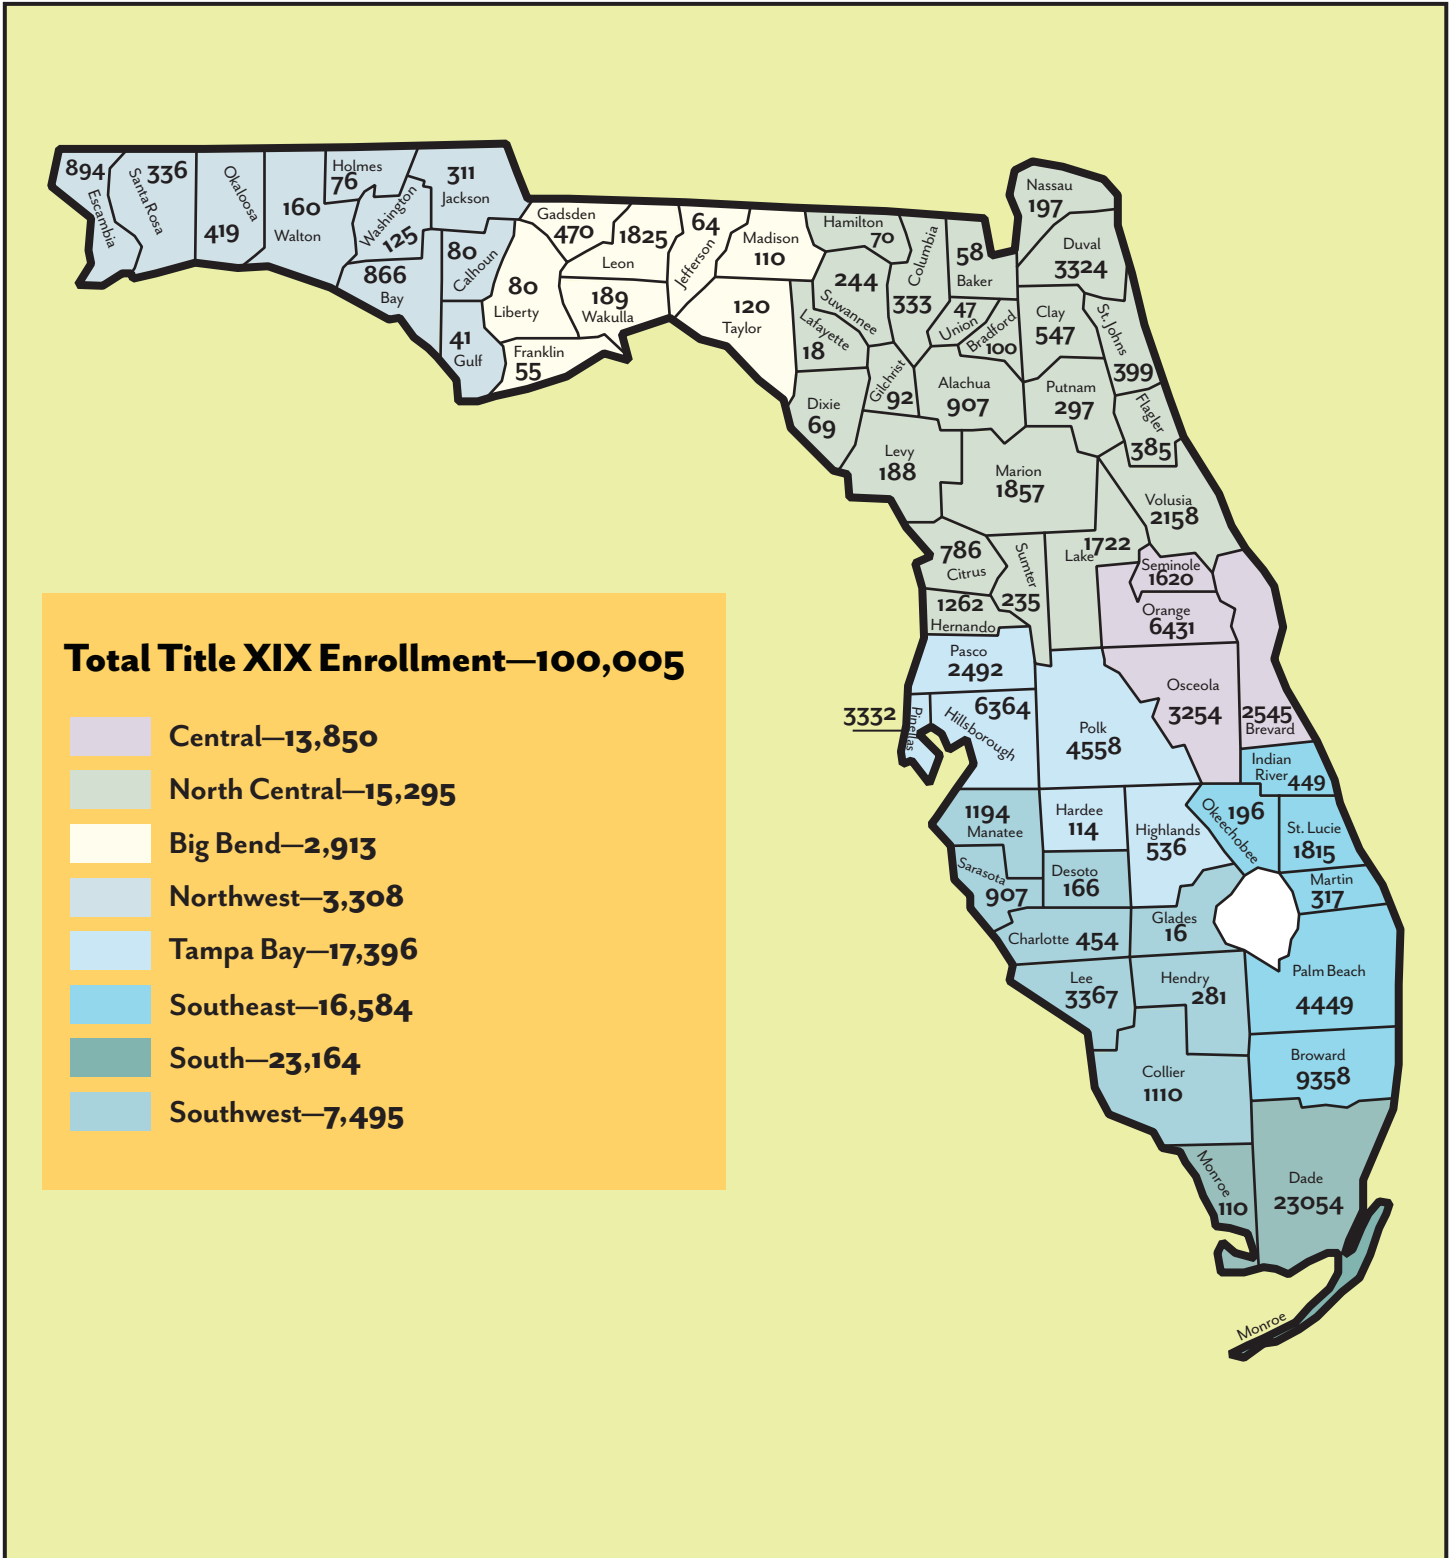 894
Escambia
336
Santa Rosa
Okaloosa
419
160
Walton
Holmes
76
Washington
125
311
Jackson
80
Calhoun
866
Bay
41
Gulf
Gadsden
470
1825
Leon
64
Jefferson
Madison
110
80
Liberty
189
Wakulla
Franklin
55
120
Taylor
Hamilton
70
244
Suwannee
Columbia
333
58
Baker
Nassau
197
Duval
3324
Lafayette
18
47
Union
Bradford
100
Clay
547
St. Johns
399
Dixie
69
Gilchrist
92
Alachua
907
Putnam
297
Flagler
385
Levy
188
Marion
1857
Volusia
2158
786
Citrus
Sumter
235
1722
Lake
Seminole
1620
1262
Hernando
Orange
6431
Pasco
2492
Osceola
3254
2545
Brevard
3332
Pinellas
6364
Hillsborough
Polk
4558
Indian
River 449
1194
Manatee
Hardee
114
Highlands
536
196
Okeechobee
St. Lucie
1815
Sarasota
907
Desoto
166
Martin
317
Charlotte 454
Glades
16
Lee
3367
Hendry
281
Palm Beach
4449
Collier
1110
Broward
9358
Monroe
110
Dade
23054
Monroe
Total Title XIX Enrollment—100,005
Central—13,850
North Central—15,295
Big Bend—2,913
Northwest—3,308
Tampa Bay—17,396
Southeast—16,584
South—23,164
Southwest—7,495